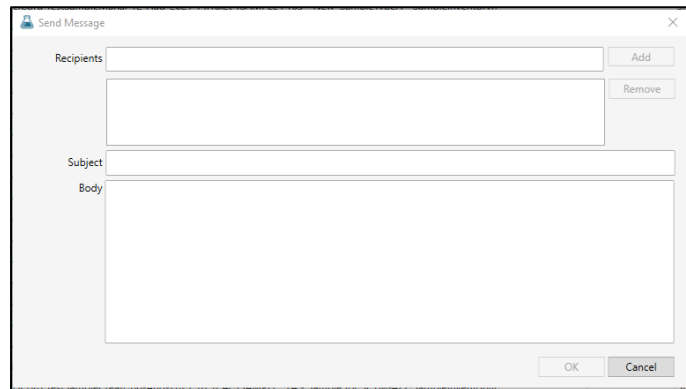 Send Message
Recipients
Add
Remove
Subject
Body
OK
Cancel